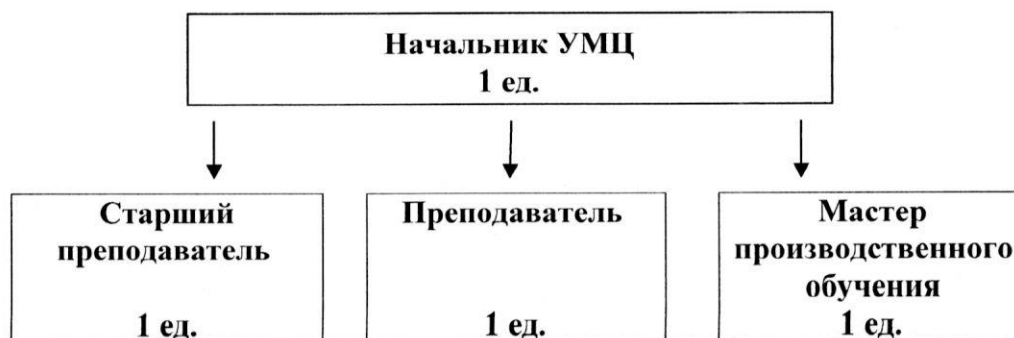 Начальник УМЦ
1 ед.
Старший
преподаватель
1 ед.
Преподаватель
1 ед.
Мастер
производственного
обучения
1 ед.